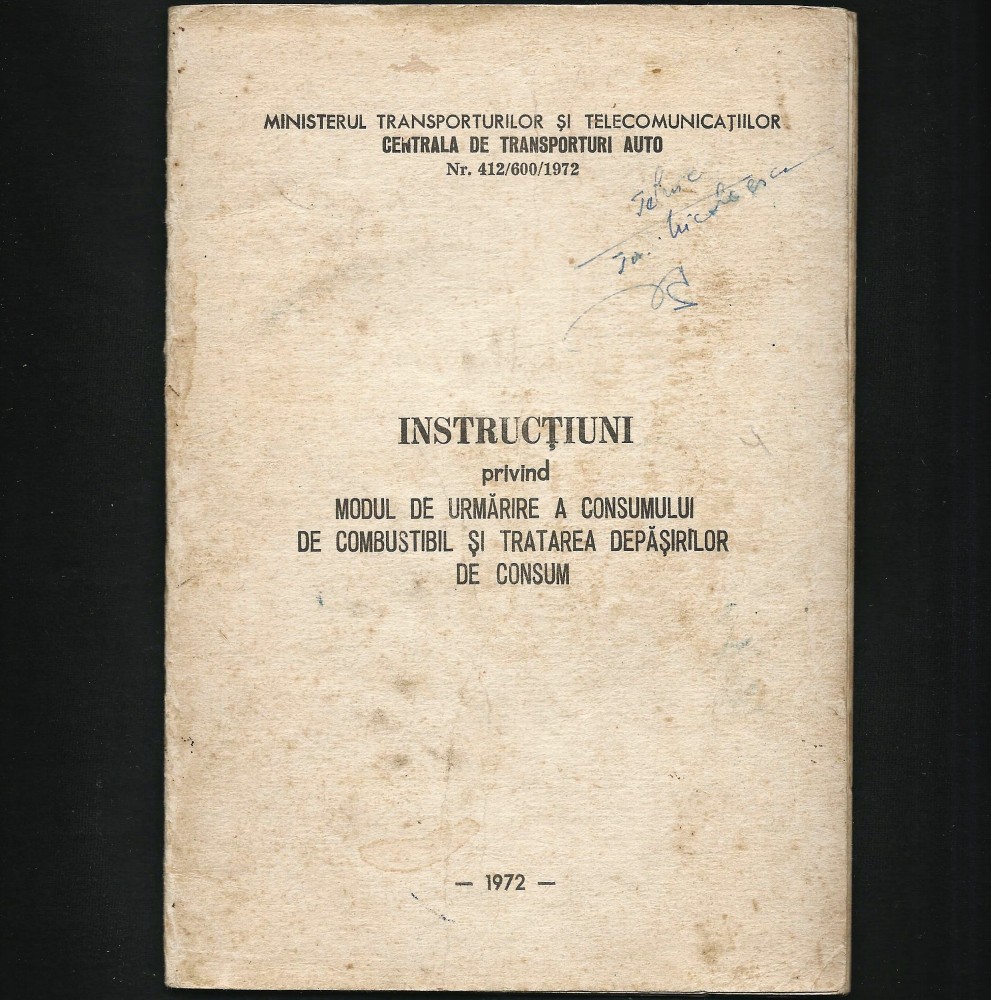 MINISTERUL TRANSPORTURILOR ȘI TELECOMUNICAȚIILOR
CENTRALA DE TRANSPORTURI AUTO
Nr. 412/600/1972
INSTRUCȚIUNI
privind
MODUL DE URMĂRIRE A CONSUMULUI
DE COMBUSTIBIL ȘI TRATAREA DEPĂȘIRILOR
DE CONSUM
— 1972 —